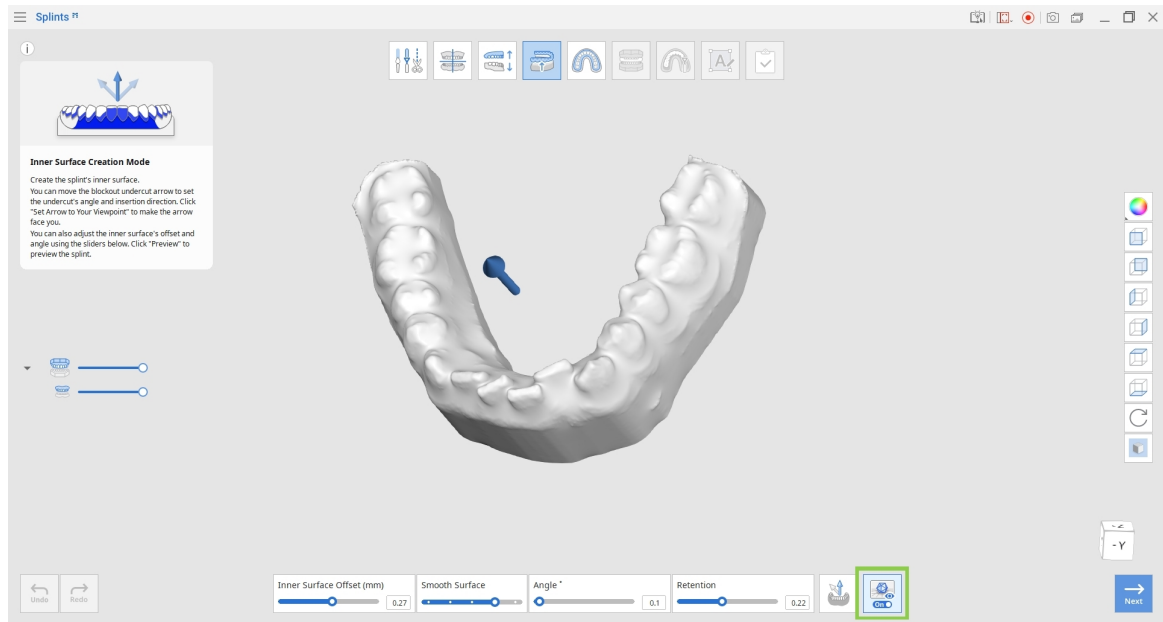 Splints
Inner Surface Creation Mode
Create the splint's inner surface.
You can move the blockout undercut arrow to set
the undercut's angle and insertion direction. Click
"Set Arrow to Your Viewpoint" to make the arrow
face you.
You can also adjust the inner surface's offset and
angle using the sliders below. Click "Preview" to
preview the splint.
- Y
Undo
Redo
Inner Surface Offset (mm)
0.27
Smooth Surface
Angle °
0.1
Retention
0.22
On
Next